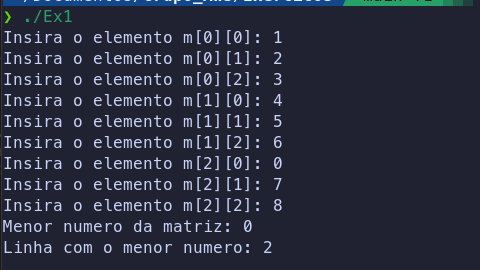 ❯ ./Ex1
Insira o elemento m[0][0]: 1
Insira o elemento m[0][1]: 2
Insira o elemento m[0][2]: 3
Insira o elemento m[1][0]: 4
Insira o elemento m[1][1]: 5
Insira o elemento m[1][2]: 6
Insira o elemento m[2][0]: 0
Insira o elemento m[2][1]: 7
Insira o elemento m[2][2]: 8
Menor numero da matriz: 0
Linha com o menor numero: 2